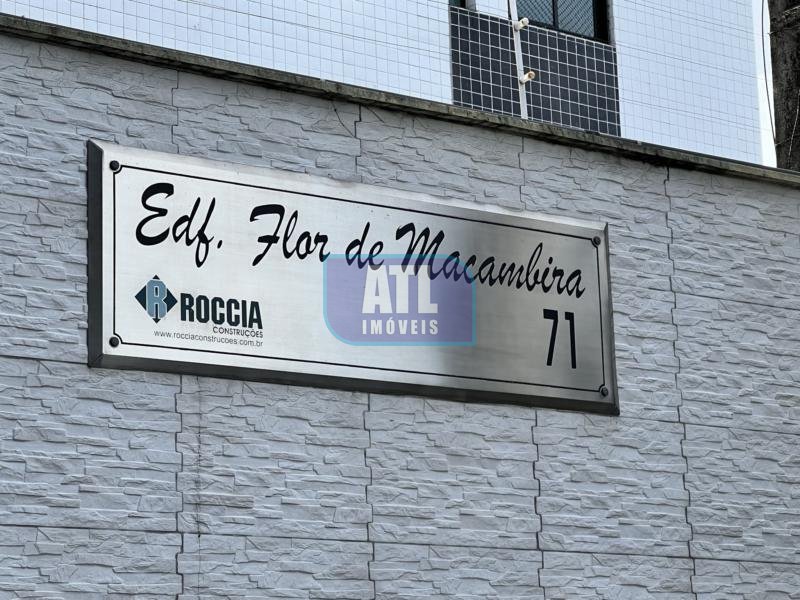 Edf. Flor de Macambira
R ROCCIA
CONSTRUÇÕES
www.rocciaconstrucoes.com.br
71
ATL
IMÓVEIS